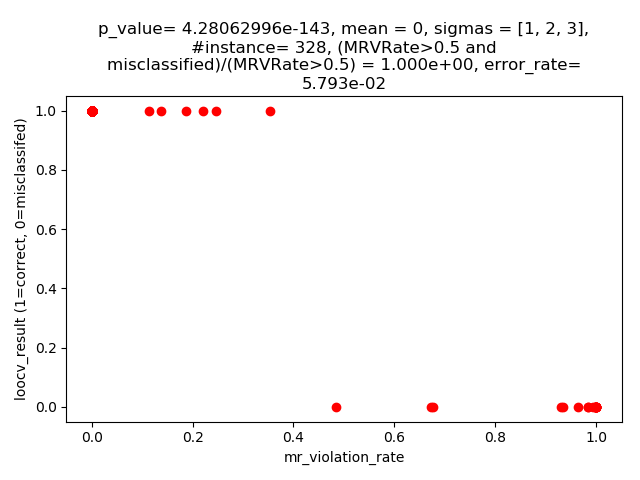 p_value= 4.28062996e-143, mean = 0, sigmas = [1, 2, 3],
#instance= 328, (MRVRate>0.5 and
misclassified)/(MRVRate>0.5) = 1.000e+00, error_rate=
5.793e-02
loocv_result (1=correct, 0=misclassifed)
1.0
0.8
0.6
0.4
0.2
0.0
0.0 0.2 0.4 0.6 0.8 1.0
mr_violation_rate